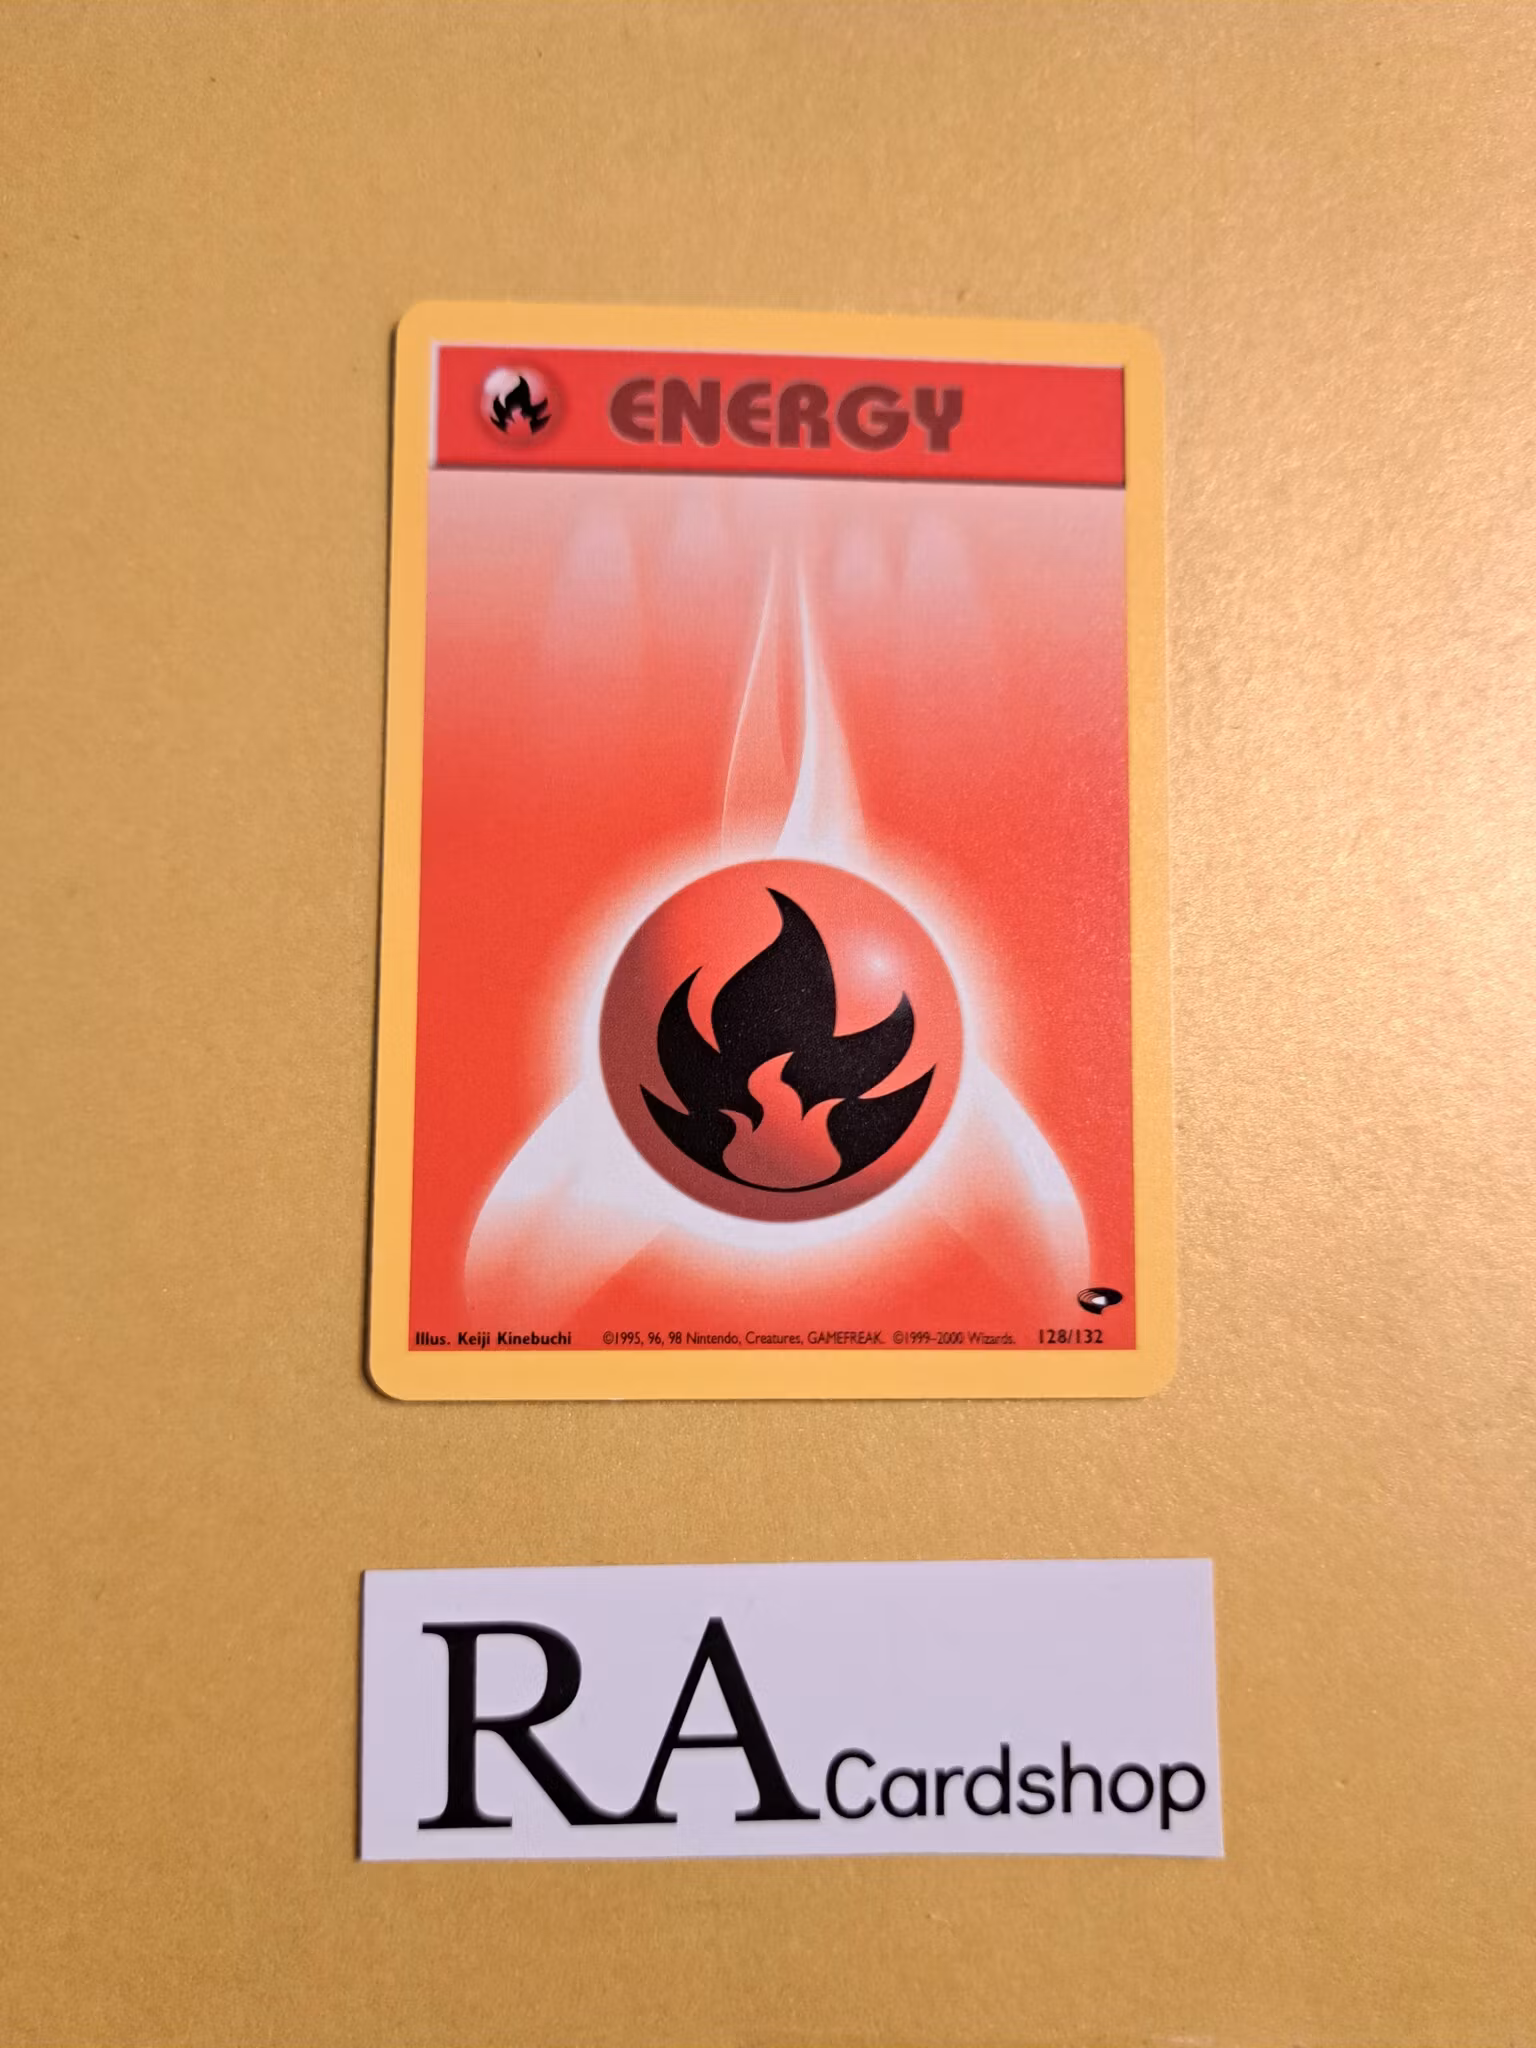 ENERGY
Illus. Keiji Kinebuchi ©1995, 96, 98 Nintendo, Creatures, GAMEFREAK. ©1999-2000 Wizards. 128/132
RA Cardshop